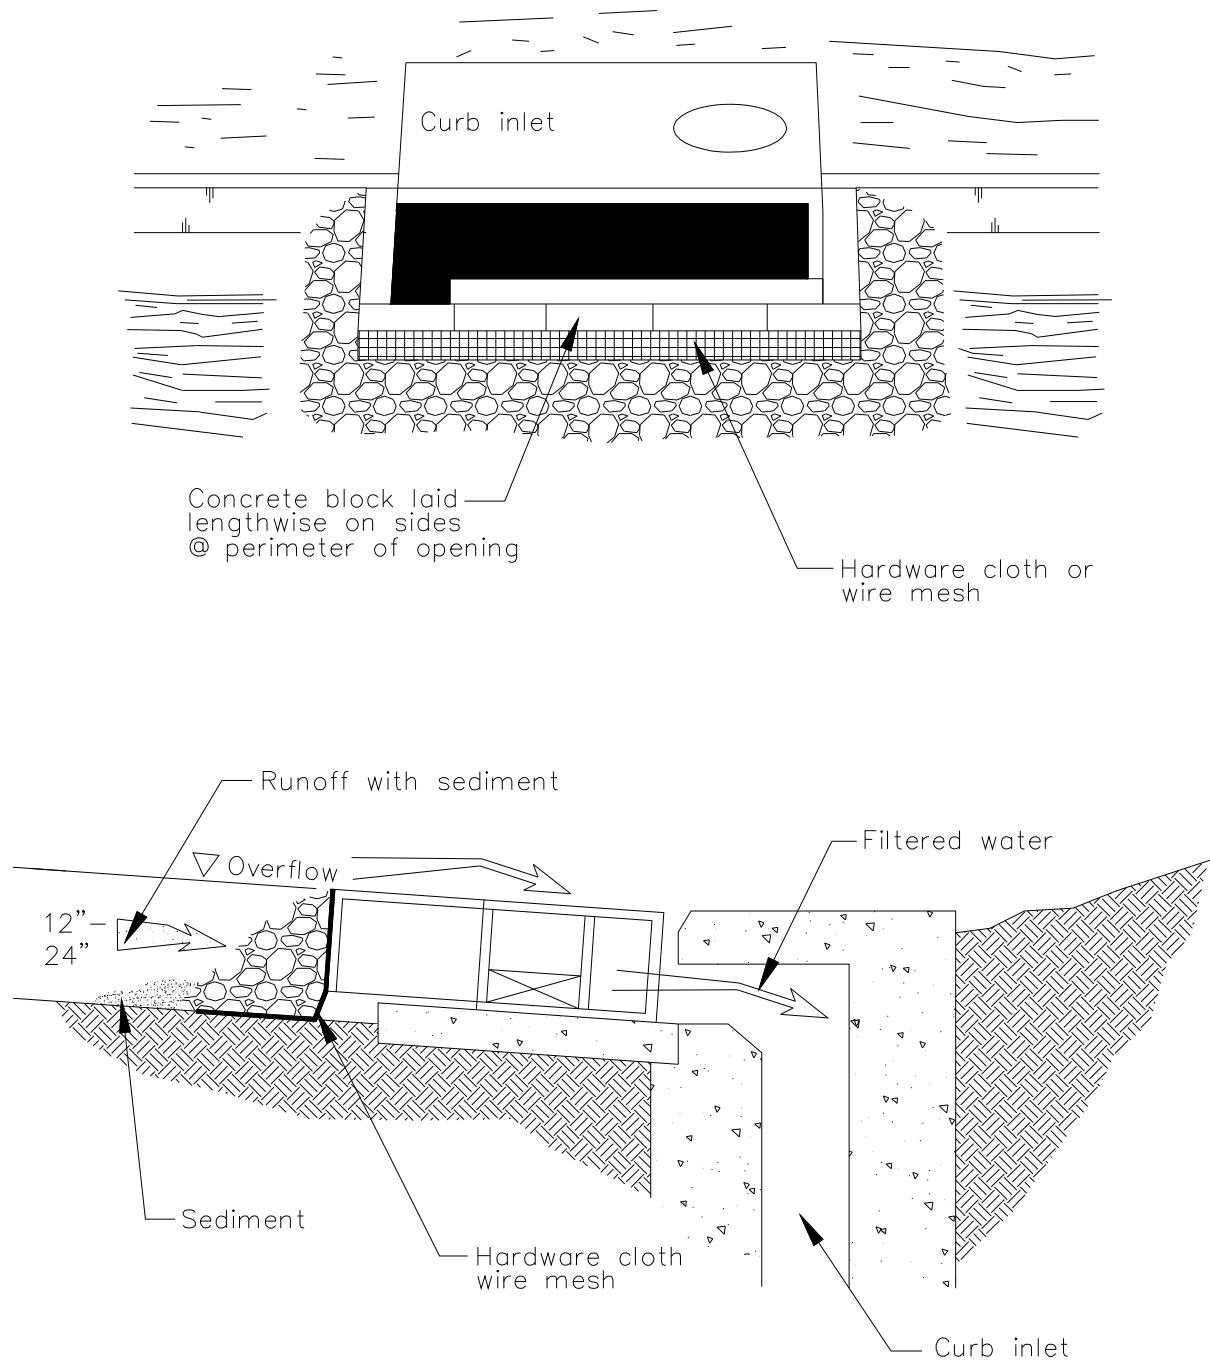 Curb inlet
Concrete block laid
lengthwise on sides
@ perimeter of opening
Hardware cloth or
wire mesh
Runoff with sediment
Overflow
Filtered water
12"–
24"
Sediment
Hardware cloth
wire mesh
Curb inlet